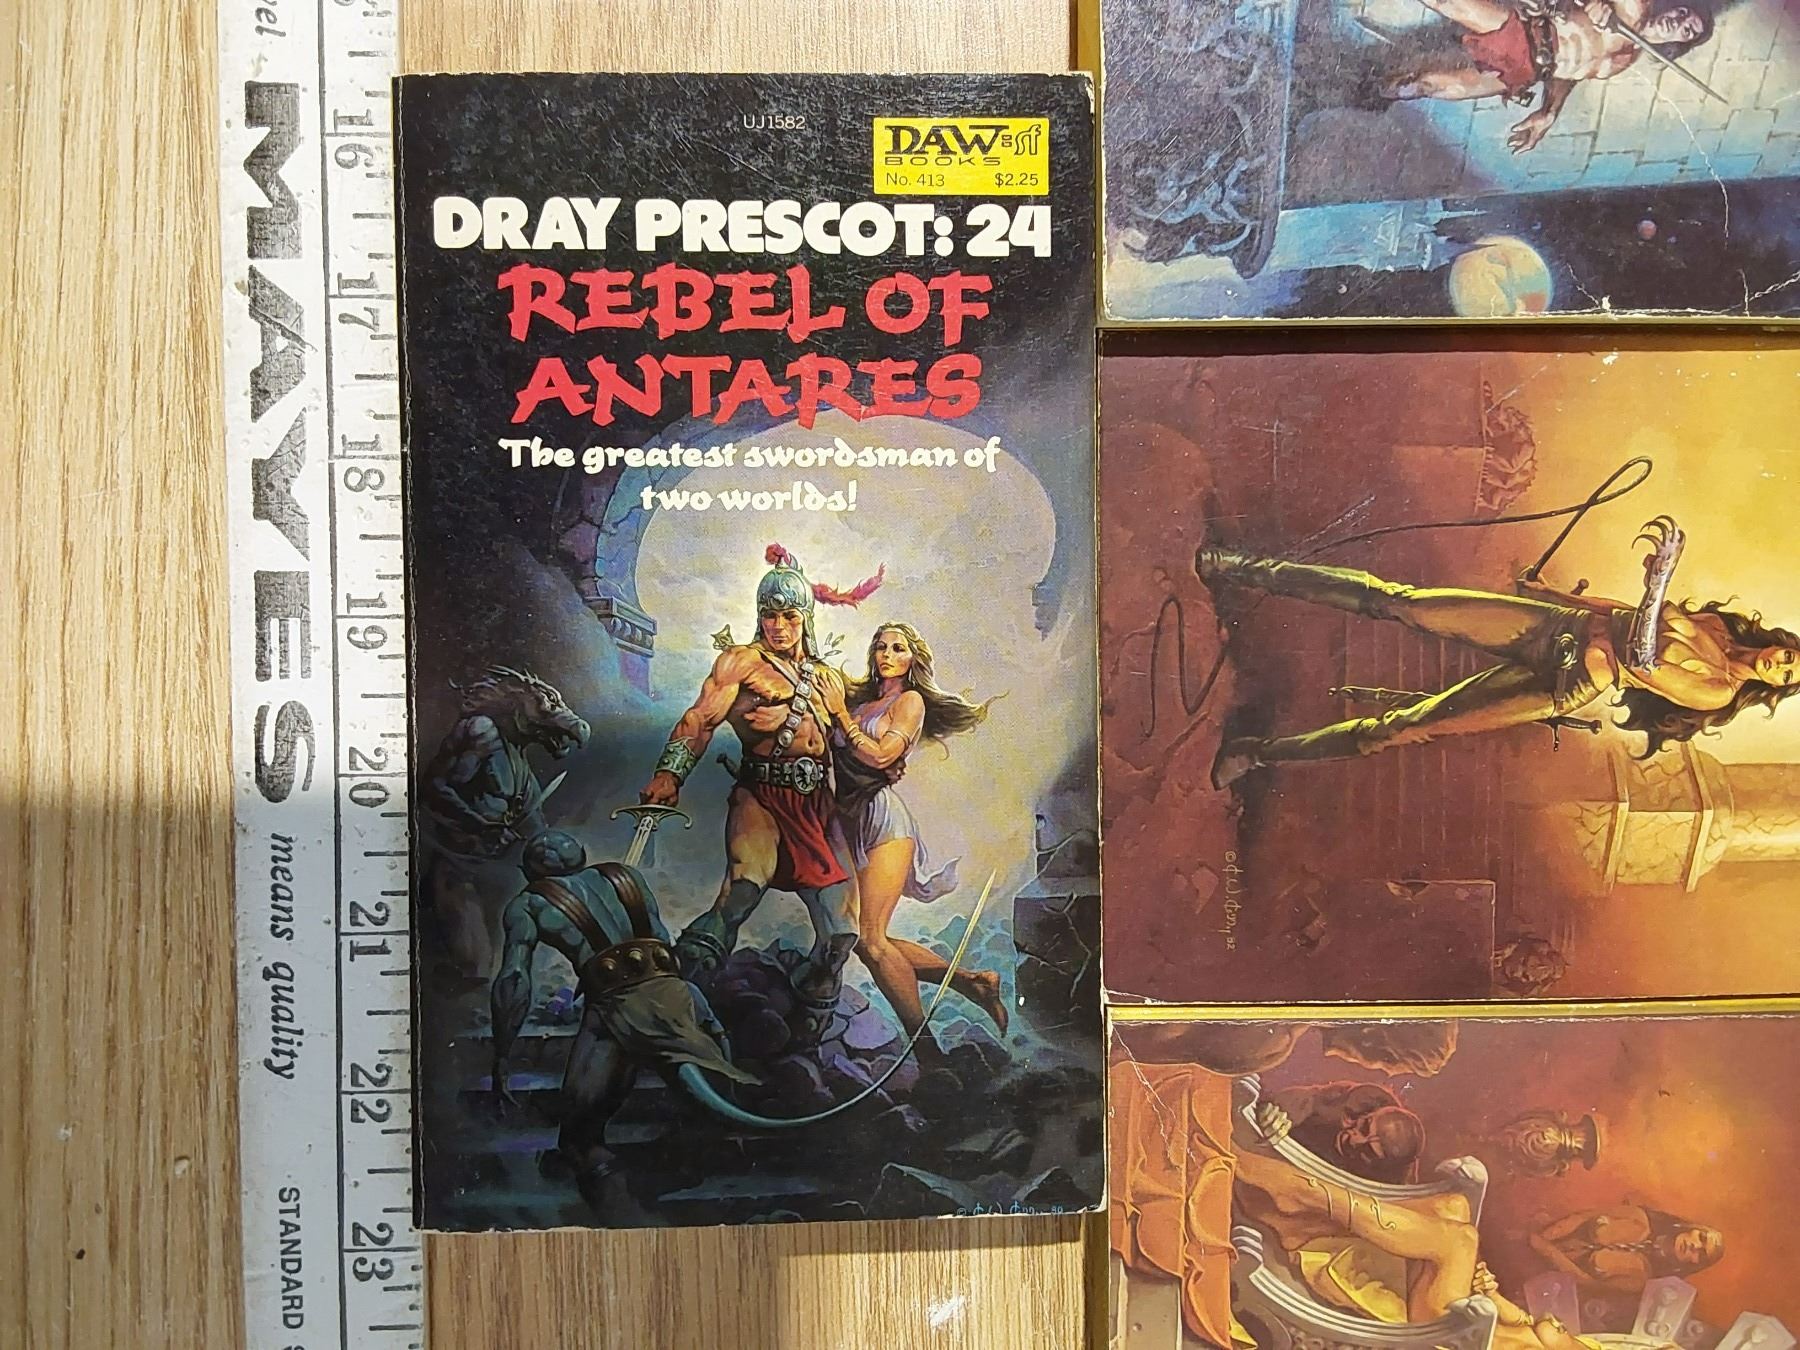 UJ1582
DAW:sf
BOOKS
No. 413 $2.25
DRAY PRESCOT: 24
REBEL OF
ANTARES
The greatest swordsman of
two worlds!
MAYES means quality STANDARD
16
17
18
19
20
21
22
23